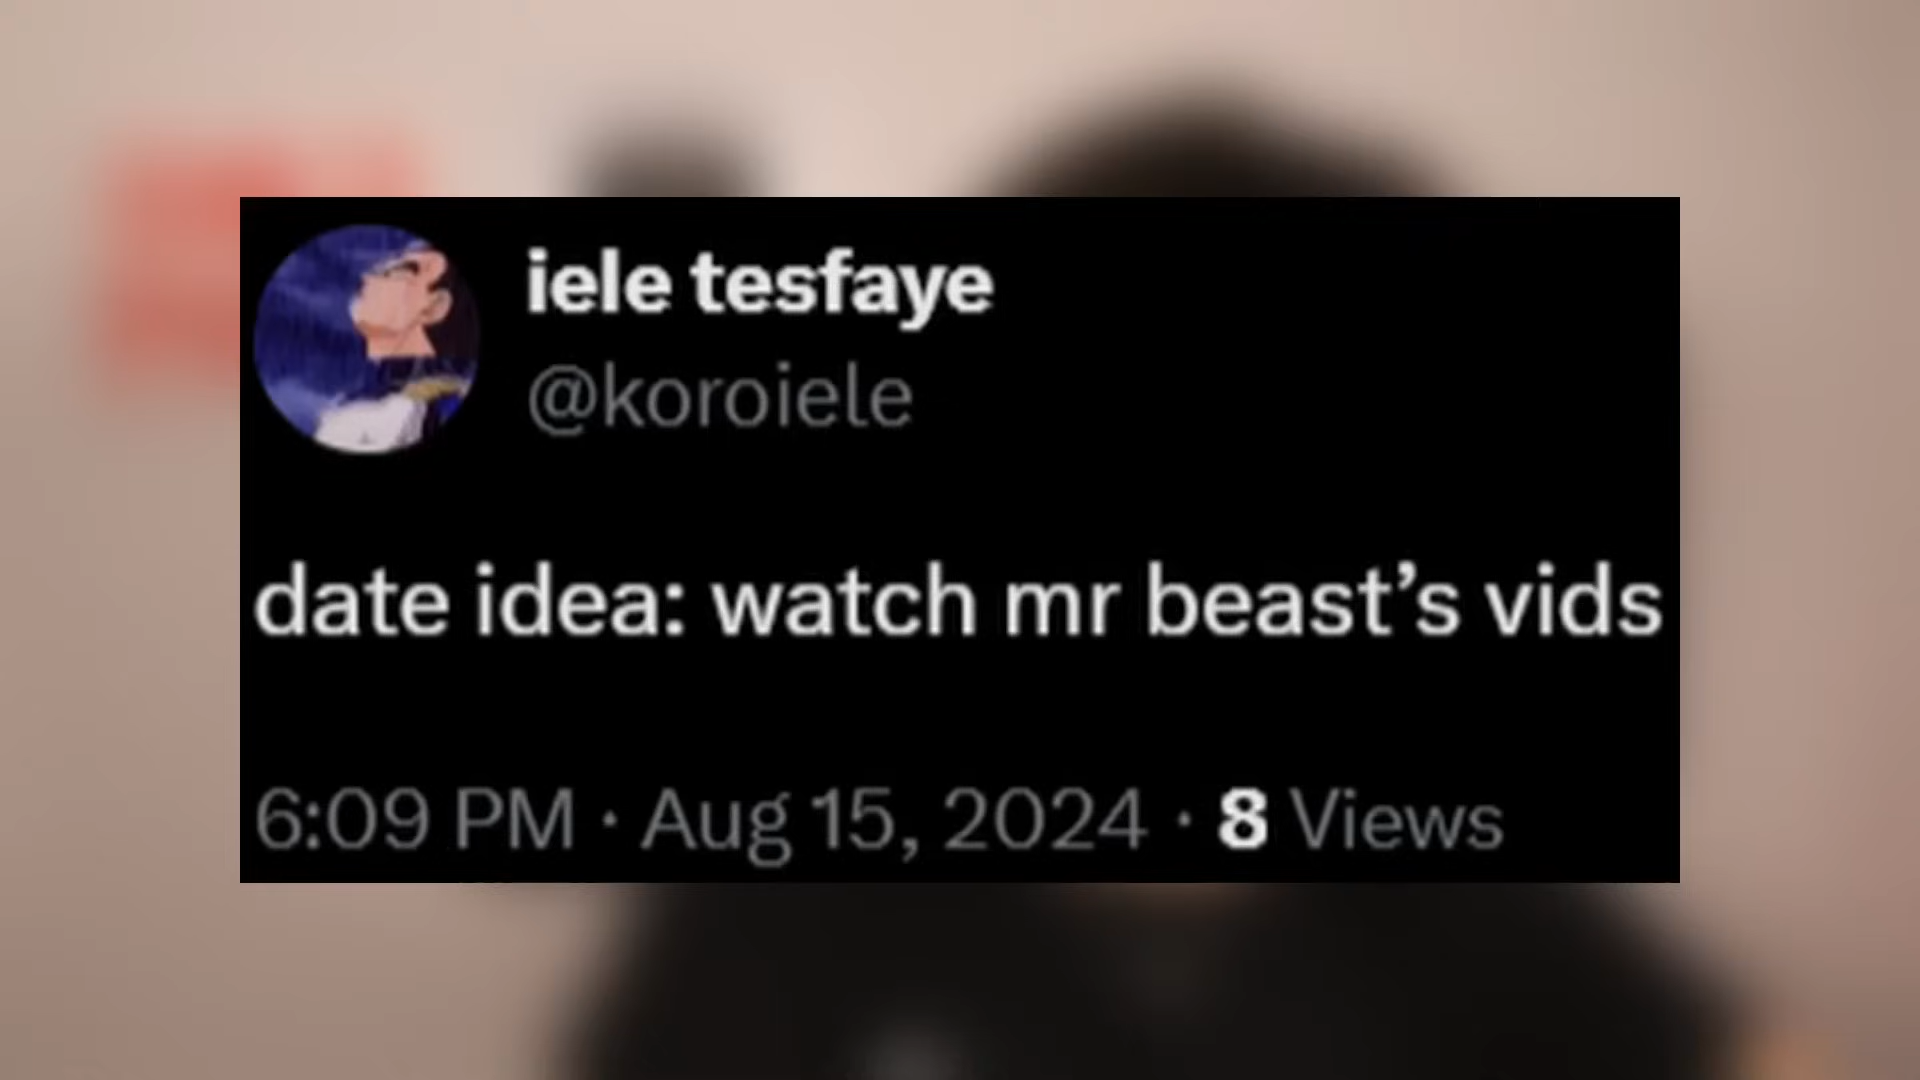 iele tesfaye
@koroiele
date idea: watch mr beast’s vids
6:09 PM · Aug 15, 2024 · 8 Views